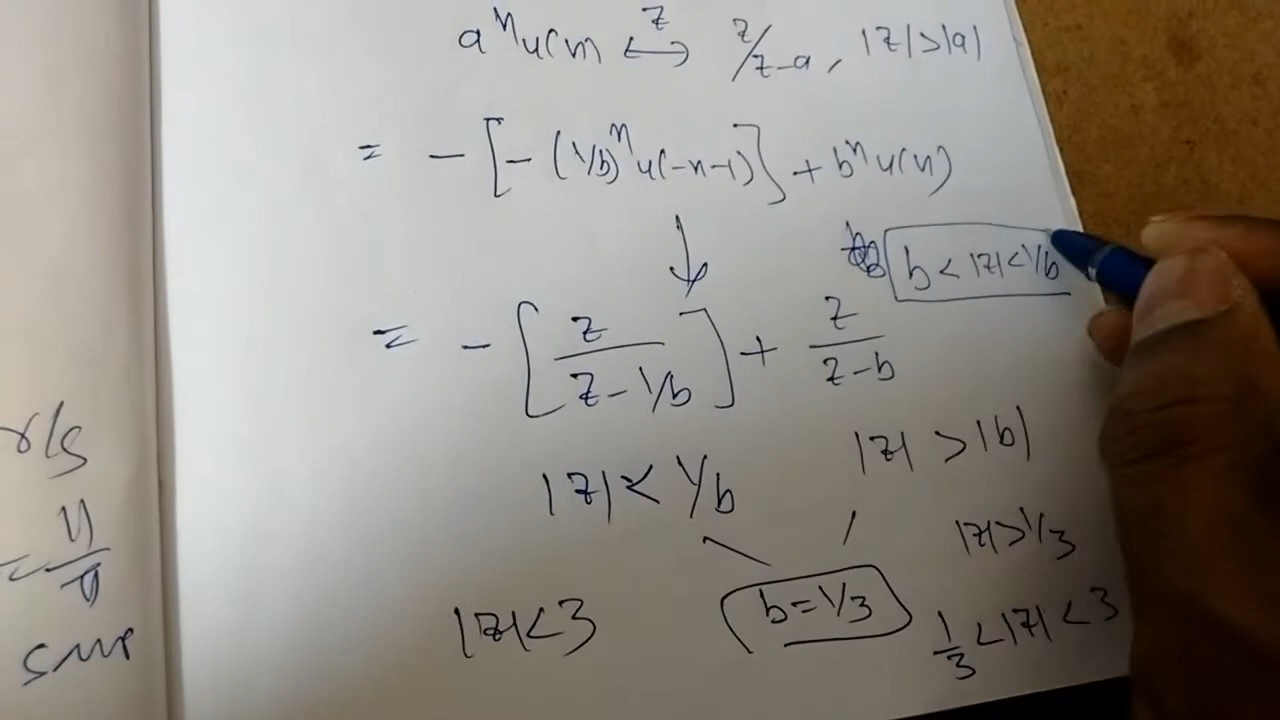 aⁿu(n) ↔ᶻ z/z-a, |z|>|a|
= - [- (1/b)ⁿ u(-n-1)] + bⁿ u(n)
b < |z| < 1/b
= - [z/(z - 1/b)] + z/(z-b)
|z| < 1/b |z| > |b|
|z|>1/3
|z|<3 b = 1/3 1/3 < |z| < 3